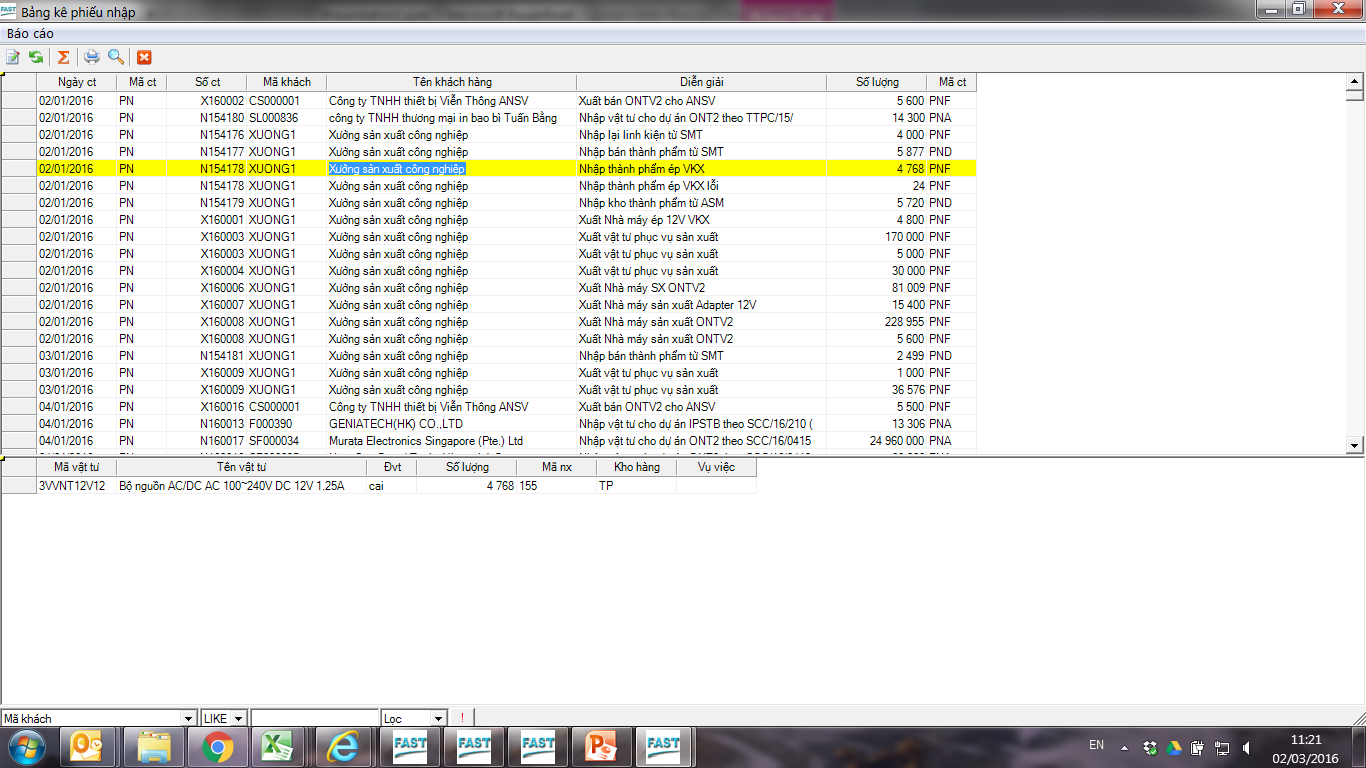 FAST Bảng kê phiếu nhập
Báo cáo
Ngày ct Mã ct Số ct Mã khách Tên khách hàng Diễn giải Số lượng Mã ct
02/01/2016 PN X160002 CS000001 Công ty TNHH thiết bị Viễn Thông ANSV Xuất bán ONTV2 cho ANSV 5 600 PNF
02/01/2016 PN N154180 SL000836 công ty TNHH thương mại in bao bì Tuấn Bằng Nhập vật tư cho dự án ONT2 theo TTPC/15/ 14 300 PNA
02/01/2016 PN N154176 XUONG1 Xưởng sản xuất công nghiệp Nhập lại linh kiện từ SMT 4 000 PNF
02/01/2016 PN N154177 XUONG1 Xưởng sản xuất công nghiệp Nhập bán thành phẩm từ SMT 5 877 PND
02/01/2016 PN N154178 XUONG1 Xưởng sản xuất công nghiệp Nhập thành phẩm ép VKX 4 768 PNF
02/01/2016 PN N154178 XUONG1 Xưởng sản xuất công nghiệp Nhập thành phẩm ép VKX lỗi 24 PNF
02/01/2016 PN N154179 XUONG1 Xưởng sản xuất công nghiệp Nhập kho thành phẩm từ ASM 5 720 PND
02/01/2016 PN X160001 XUONG1 Xưởng sản xuất công nghiệp Xuất Nhà máy ép 12V VKX 4 800 PNF
02/01/2016 PN X160003 XUONG1 Xưởng sản xuất công nghiệp Xuất vật tư phục vụ sản xuất 170 000 PNF
02/01/2016 PN X160003 XUONG1 Xưởng sản xuất công nghiệp Xuất vật tư phục vụ sản xuất 5 000 PNF
02/01/2016 PN X160004 XUONG1 Xưởng sản xuất công nghiệp Xuất vật tư phục vụ sản xuất 30 000 PNF
02/01/2016 PN X160006 XUONG1 Xưởng sản xuất công nghiệp Xuất Nhà máy SX ONTV2 81 009 PNF
02/01/2016 PN X160007 XUONG1 Xưởng sản xuất công nghiệp Xuất Nhà máy sản xuất Adapter 12V 15 400 PNF
02/01/2016 PN X160008 XUONG1 Xưởng sản xuất công nghiệp Xuất Nhà máy sản xuất ONTV2 228 955 PNF
02/01/2016 PN X160008 XUONG1 Xưởng sản xuất công nghiệp Xuất Nhà máy sản xuất ONTV2 5 600 PNF
03/01/2016 PN N154181 XUONG1 Xưởng sản xuất công nghiệp Nhập bán thành phẩm từ SMT 2 499 PND
03/01/2016 PN X160009 XUONG1 Xưởng sản xuất công nghiệp Xuất vật tư phục vụ sản xuất 1 000 PNF
03/01/2016 PN X160009 XUONG1 Xưởng sản xuất công nghiệp Xuất vật tư phục vụ sản xuất 36 576 PNF
04/01/2016 PN X160016 CS000001 Công ty TNHH thiết bị Viễn Thông ANSV Xuất bán ONTV2 cho ANSV 5 500 PNF
04/01/2016 PN N160013 F000390 GENIATECH(HK) CO.,LTD Nhập vật tư cho dự án IPSTB theo SCC/16/210 ( 13 306 PNA
04/01/2016 PN N160017 SF000034 Murata Electronics Singapore (Pte.) Ltd Nhập vật tư cho dự án ONT2 theo SCC/16/0415 24 960 000 PNA
Mã vật tư Tên vật tư Đvt Số lượng Mã nx Kho hàng Vụ việc
3VVNT12V12 Bộ nguồn AC/DC AC 100~240V DC 12V 1.25A cai 4 768 155 TP
Mã khách LIKE Lọc !
FAST FAST FAST FAST EN 11:21
02/03/2016